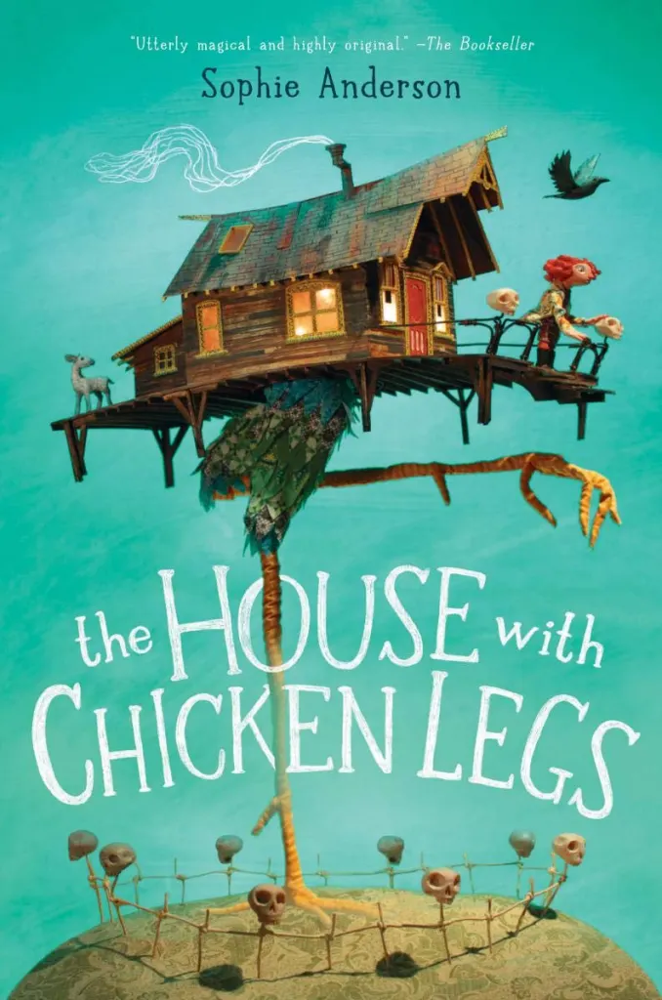 "Utterly magical and highly original." –The Bookseller
Sophie Anderson
the HOUSE with
CHICKEN LEGS